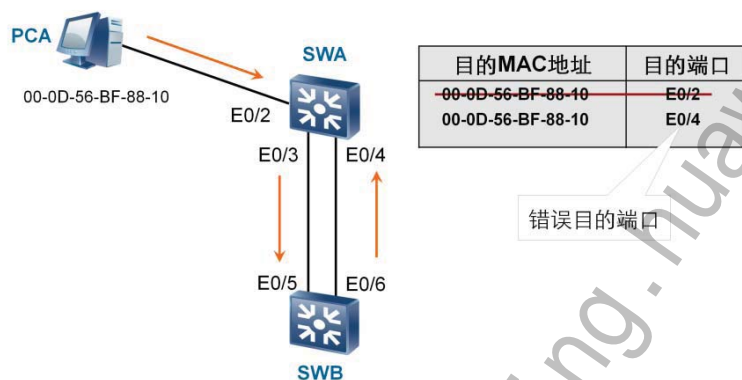 PCA
00-0D-56-BF-88-10
SWA
E0/2
E0/3
E0/4
E0/5
E0/6
SWB
目的MAC地址 目的端口
00-0D-56-BF-88-10 E0/2
00-0D-56-BF-88-10 E0/4
错误目的端口